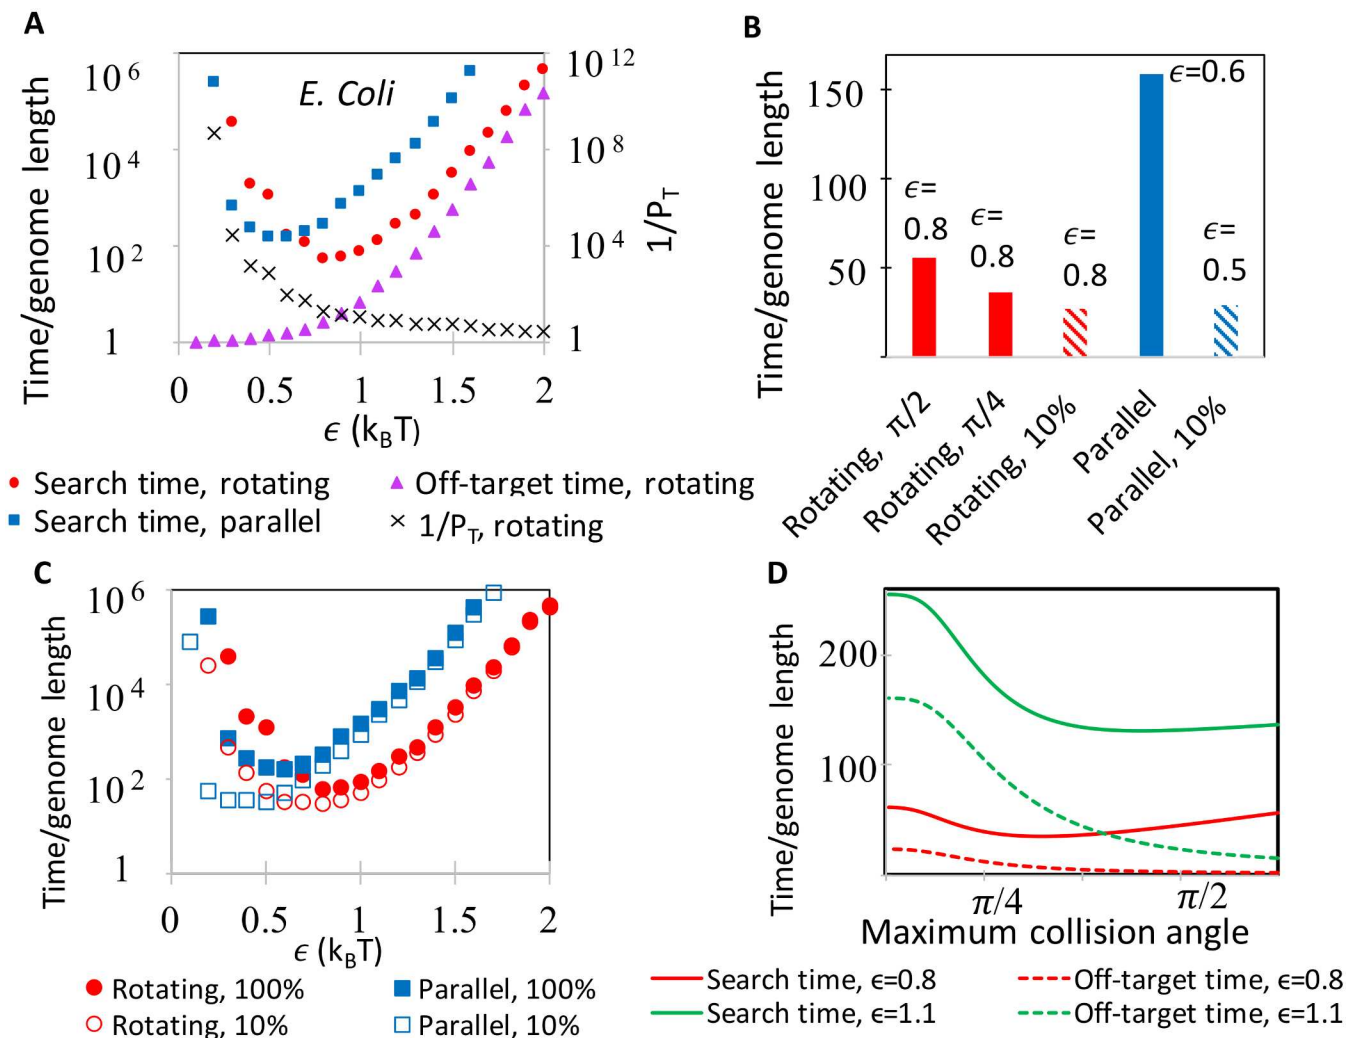 A
Time/genome length
10^6
10^4
10^2
1
E. Coli
10^12
10^8
10^4
1
1/P_T
0 0.5 1 1.5 2
ϵ (k_BT)
Search time, rotating
Off-target time, rotating
Search time, parallel
1/P_T, rotating
B
Time/genome length
150
100
50
ϵ=
0.8
ϵ=
0.8
ϵ=
0.8
ϵ=0.6
ϵ=
0.5
Rotating, π/2
Rotating, π/4
Rotating, 10%
Parallel
Parallel, 10%
C
Time/genome length
10^6
10^4
10^2
1
0 0.5 1 1.5 2
ϵ (k_BT)
Rotating, 100%
Parallel, 100%
Rotating, 10%
Parallel, 10%
D
Time/genome length
200
100
π/4 π/2
Maximum collision angle
Search time, ϵ=0.8
Off-target time, ϵ=0.8
Search time, ϵ=1.1
Off-target time, ϵ=1.1